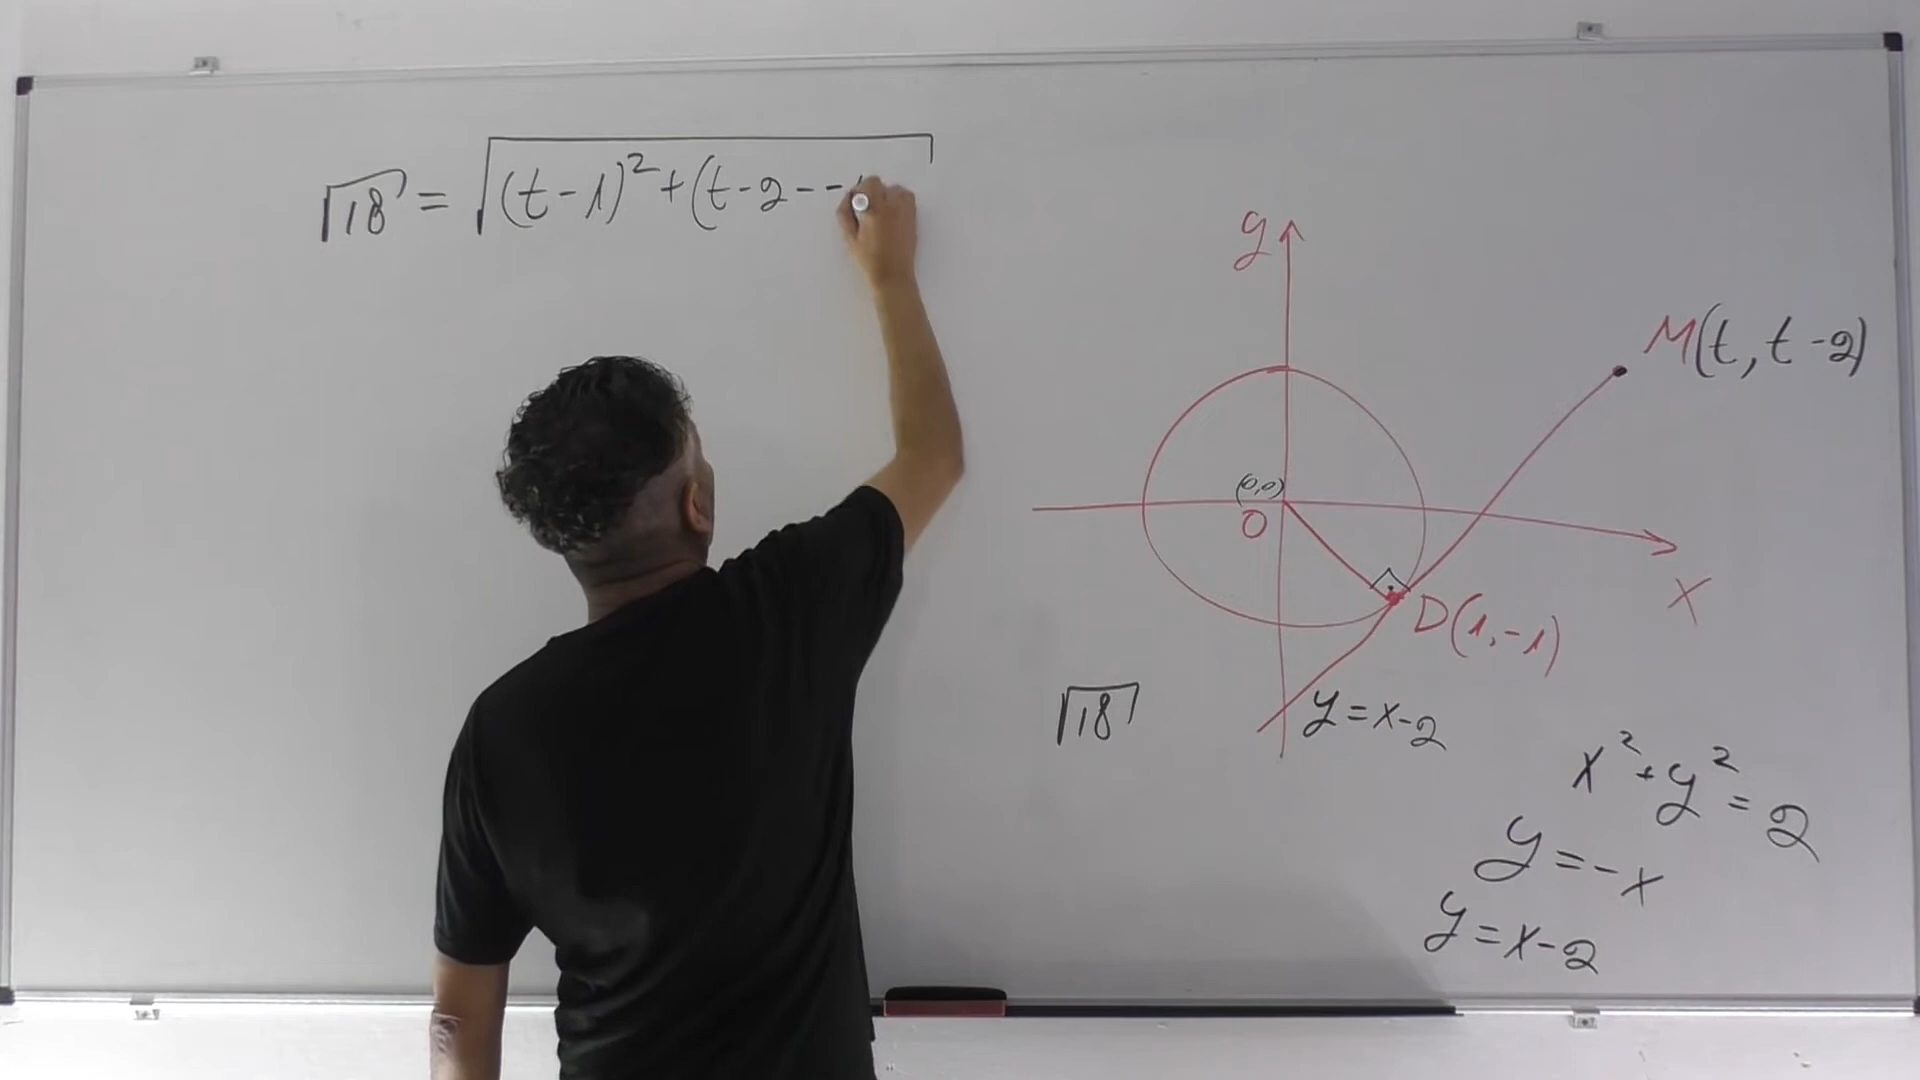 √18 = √(t-1)²+(t-2--1
y
M(t, t-2)
(0,0)
O
X
D(1,-1)
√18
y=x-2
x²+y²=2
y=-x
y=x-2